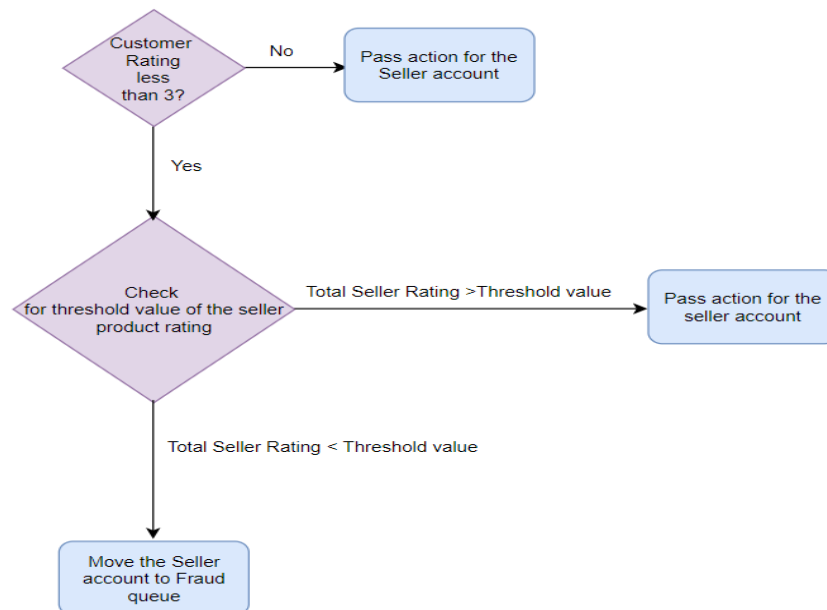 Customer
Rating
less
than 3?
No
Pass action for the
Seller account
Yes
Check
for threshold value of the seller
product rating
Total Seller Rating >Threshold value
Pass action for the
seller account
Total Seller Rating < Threshold value
Move the Seller
account to Fraud
queue